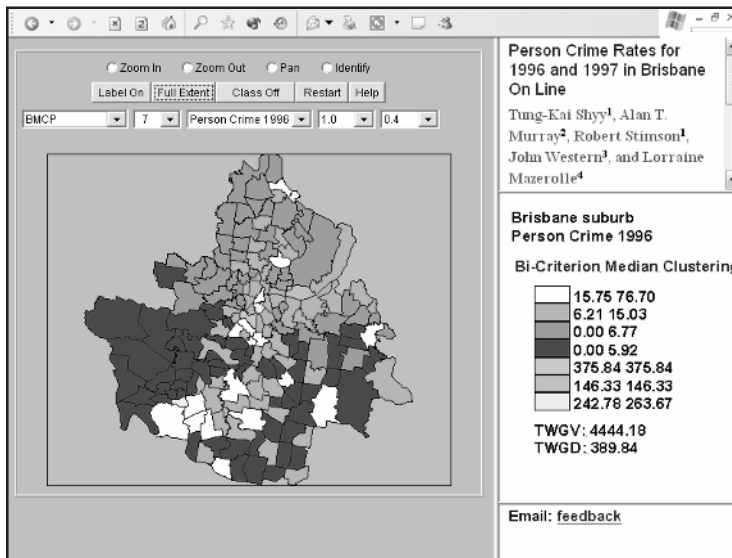 Zoom In Zoom Out Pan Identify
Label On Full Extent Class Off Restart Help
BMCP 7 Person Crime 1996 1.0 0.4
Person Crime Rates for
1996 and 1997 in Brisbane
On Line
Tung-Kai Shyy1, Alan T.
Murray2, Robert Stimson1,
John Western3, and Lorraine
Mazerolle4
Brisbane suburb
Person Crime 1996
Bi-Criterion Median Clustering
15.75 76.70
6.21 15.03
0.00 6.77
0.00 5.92
375.84 375.84
146.33 146.33
242.78 263.67
TWGV: 4444.18
TWGD: 389.84
Email: feedback